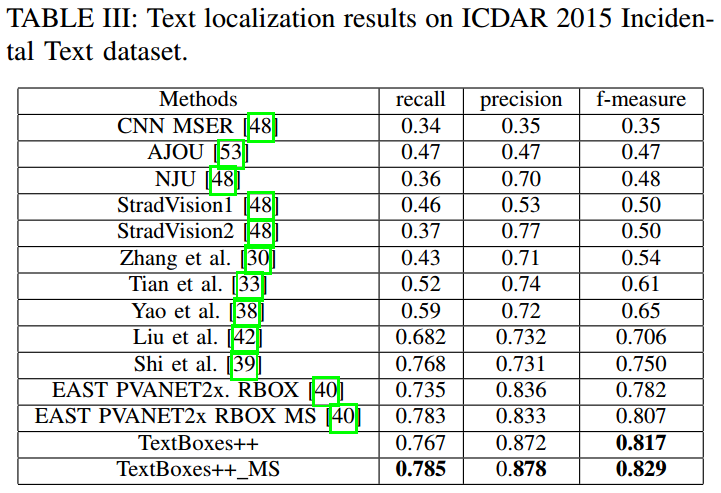 TABLE III: Text localization results on ICDAR 2015 Inciden-
tal Text dataset.
Methods recall precision f-measure
CNN MSER [48] 0.34 0.35 0.35
AJOU [53] 0.47 0.47 0.47
NJU [48] 0.36 0.70 0.48
StradVision1 [48] 0.46 0.53 0.50
StradVision2 [48] 0.37 0.77 0.50
Zhang et al. [30] 0.43 0.71 0.54
Tian et al. [33] 0.52 0.74 0.61
Yao et al. [38] 0.59 0.72 0.65
Liu et al. [42] 0.682 0.732 0.706
Shi et al. [39] 0.768 0.731 0.750
EAST PVANET2x. RBOX [40] 0.735 0.836 0.782
EAST PVANET2x RBOX MS [40] 0.783 0.833 0.807
TextBoxes++ 0.767 0.872 0.817
TextBoxes++_MS 0.785 0.878 0.829